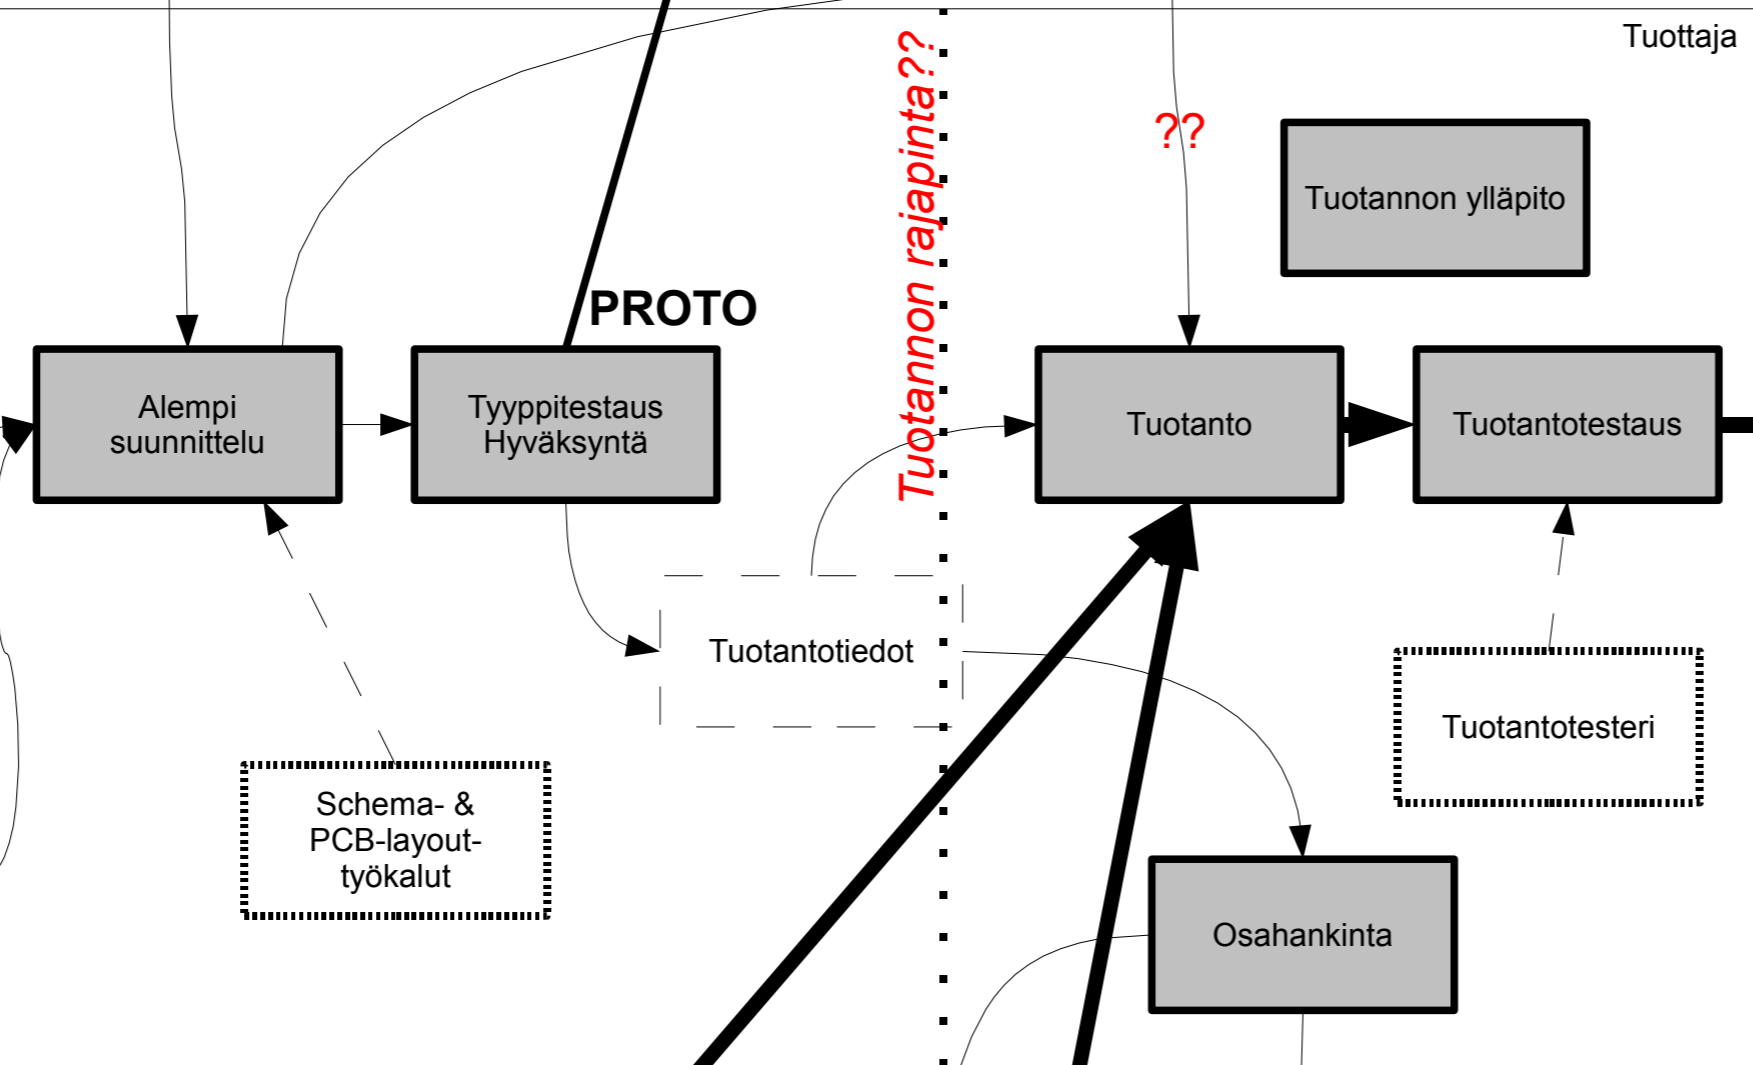 Tuottaja
Tuotannon rajapinta??
??
Tuotannon ylläpito
PROTO
Alempi
suunnittelu
Tyyppitestaus
Hyväksyntä
Tuotanto
Tuotantotestaus
Tuotantotiedot
Tuotantotesteri
Schema- &
PCB-layout-
työkalut
Osahankinta